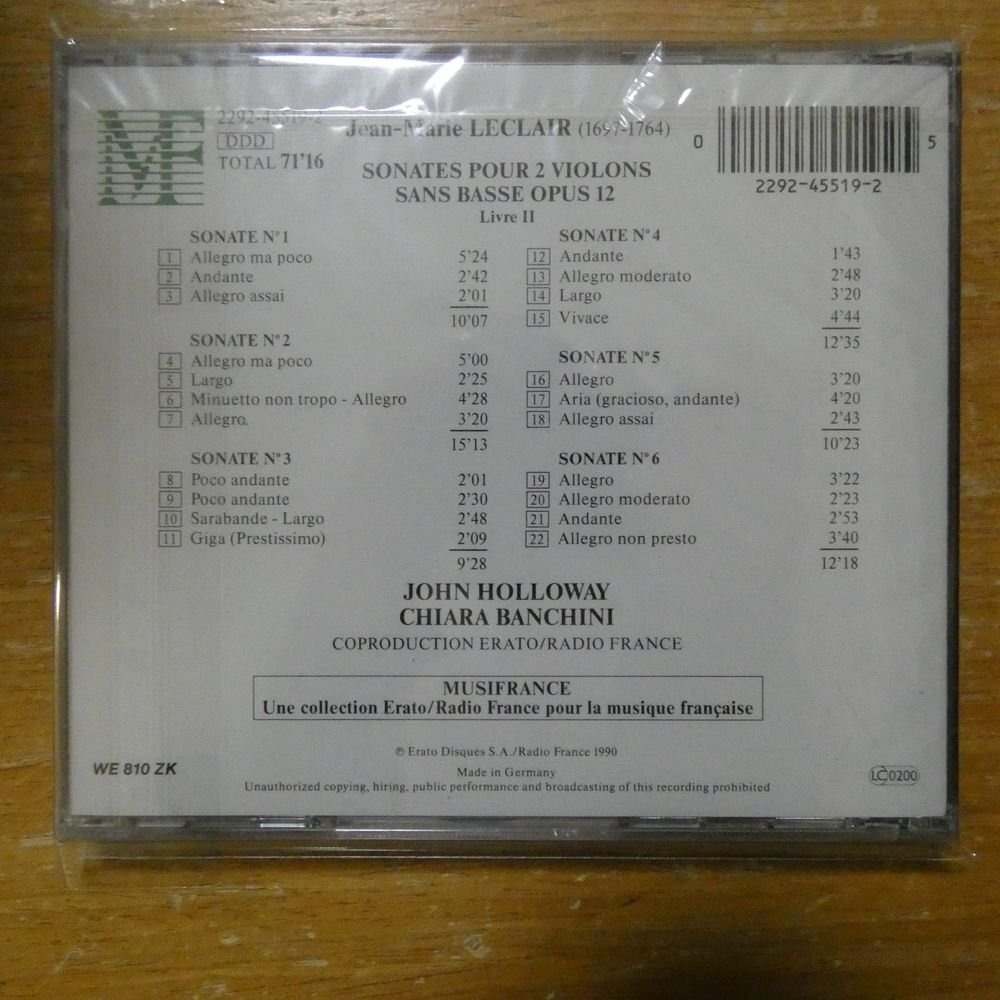 MF
2292-45519-2
DDD
TOTAL 71'16
Jean-Marie LECLAIR (1697-1764)
SONATES POUR 2 VIOLONS
SANS BASSE OPUS 12
Livre II
0 5
2292-45519-2
SONATE Nº 1
1 Allegro ma poco 5'24
2 Andante 2'42
3 Allegro assai 2'01
10'07
SONATE Nº 2
4 Allegro ma poco 5'00
5 Largo 2'25
6 Minuetto non tropo - Allegro 4'28
7 Allegro 3'20
15'13
SONATE Nº 3
8 Poco andante 2'01
9 Poco andante 2'30
10 Sarabande - Largo 2'48
11 Giga (Prestissimo) 2'09
9'28
SONATE Nº 4
12 Andante 1'43
13 Allegro moderato 2'48
14 Largo 3'20
15 Vivace 4'44
12'35
SONATE Nº 5
16 Allegro 3'20
17 Aria (gracioso, andante) 4'20
18 Allegro assai 2'43
10'23
SONATE Nº 6
19 Allegro 3'22
20 Allegro moderato 2'23
21 Andante 2'53
22 Allegro non presto 3'40
12'18
JOHN HOLLOWAY
CHIARA BANCHINI
COPRODUCTION ERATO/RADIO FRANCE
MUSIFRANCE
Une collection Erato/Radio France pour la musique française
℗ Erato Disques S.A./Radio France 1990
WE 810 ZK
Made in Germany
Unauthorized copying, hiring, public performance and broadcasting of this recording prohibited
LC 0200